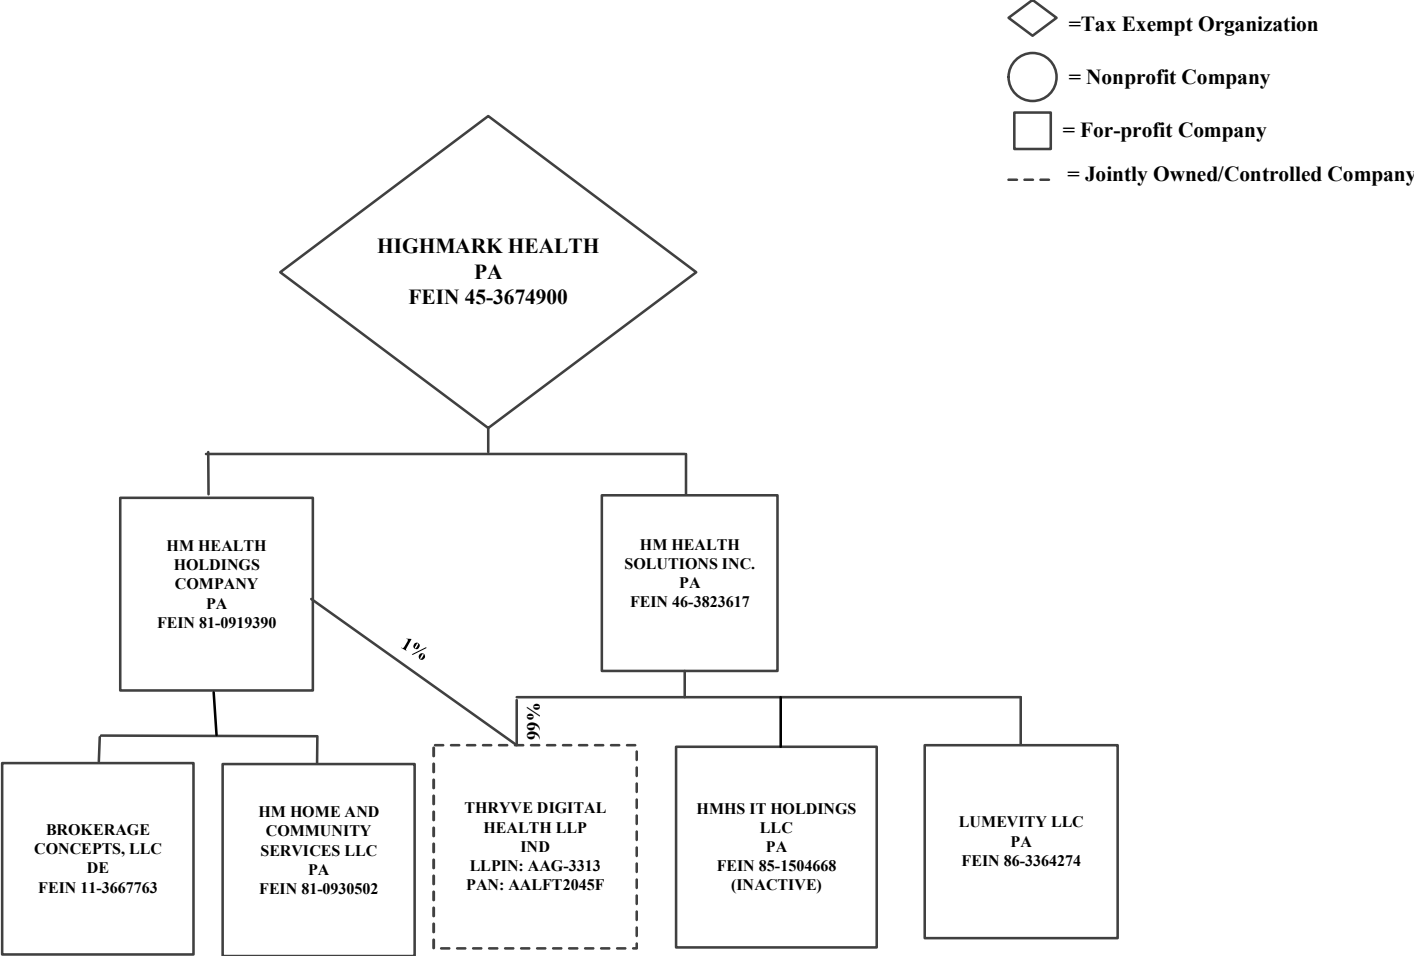 =Tax Exempt Organization
= Nonprofit Company
= For-profit Company
= Jointly Owned/Controlled Company
HIGHMARK HEALTH
PA
FEIN 45-3674900
HM HEALTH
HOLDINGS
COMPANY
PA
FEIN 81-0919390
HM HEALTH
SOLUTIONS INC.
PA
FEIN 46-3823617
1%
99%
BROKERAGE
CONCEPTS, LLC
DE
FEIN 11-3667763
HM HOME AND
COMMUNITY
SERVICES LLC
PA
FEIN 81-0930502
THRYVE DIGITAL
HEALTH LLP
IND
LLPIN: AAG-3313
PAN: AALFT2045F
HMHS IT HOLDINGS
LLC
PA
FEIN 85-1504668
(INACTIVE)
LUMEVITY LLC
PA
FEIN 86-3364274